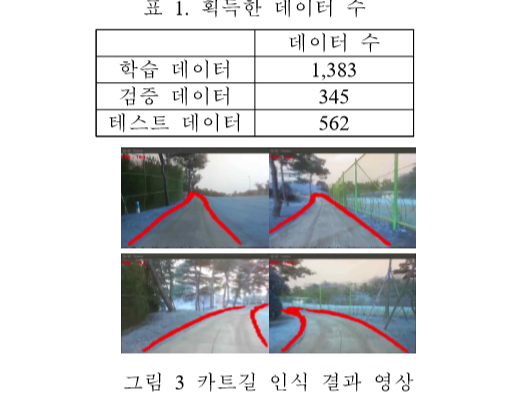 표 1. 획득한 데이터 수
데이터 수
학습 데이터 1,383
검증 데이터 345
테스트 데이터 562
그림 3 카트길 인식 결과 영상